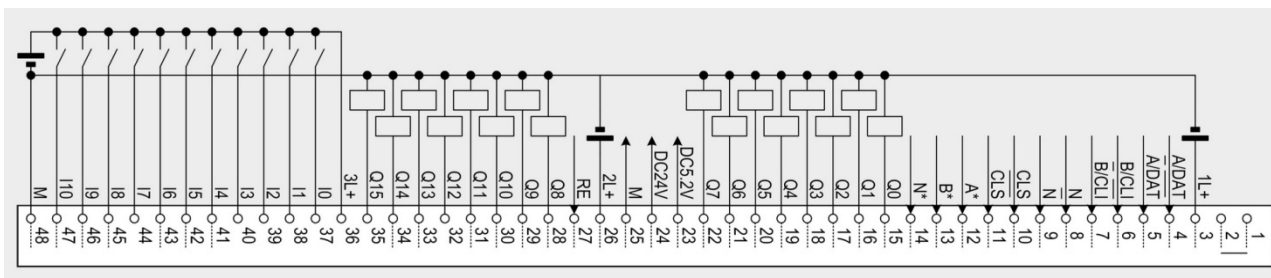 1
2
1L+ 3
A/DAT 4
A̅/D̅A̅T̅ 5
B/CLI 6
B̅/C̅L̅I̅ 7
N 8
N̅ 9
C̅L̅S̅ 10
CLS 11
A* 12
B* 13
N* 14
Q0 15
Q1 16
Q2 17
Q3 18
Q4 19
Q5 20
Q6 21
Q7 22
DC5.2V 23
DC24V 24
M 25
2L+ 26
RE 27
Q8 28
Q9 29
Q10 30
Q11 31
Q12 32
Q13 33
Q14 34
Q15 35
3L+ 36
I0 37
I1 38
I2 39
I3 40
I4 41
I5 42
I6 43
I7 44
I8 45
I9 46
I10 47
M 48